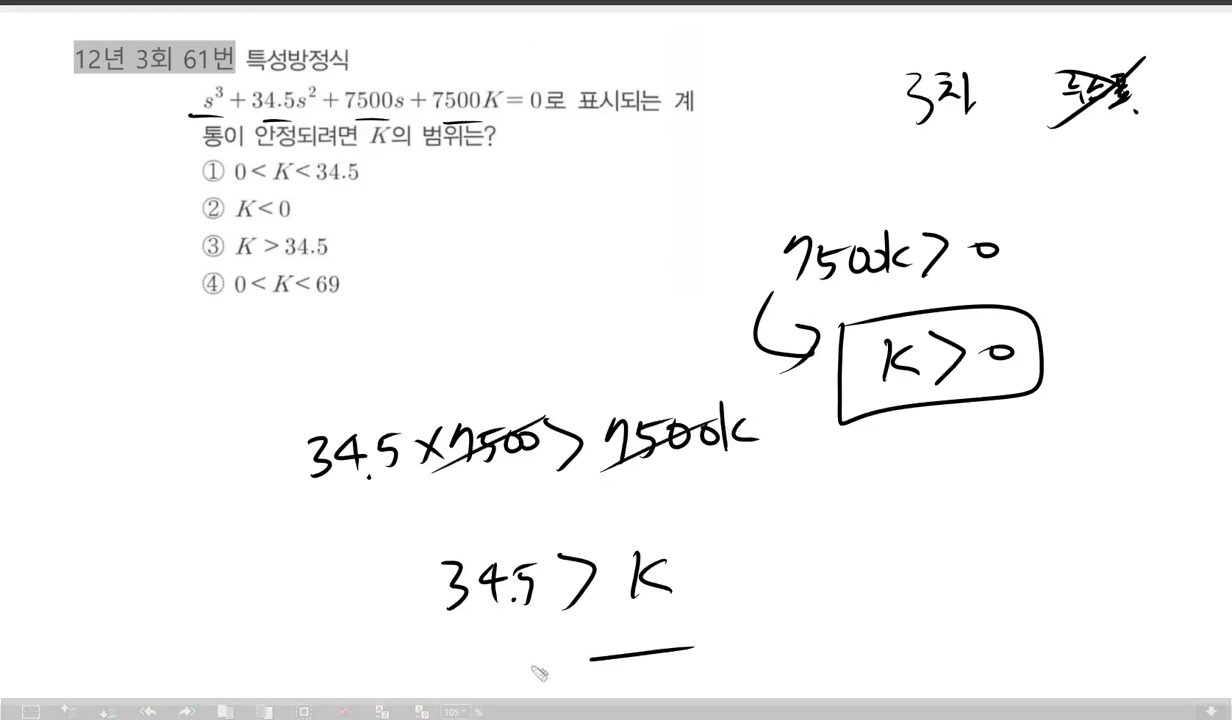 12년 3회 61번 특성방정식
s³ + 34.5s² + 7500s + 7500K = 0로 표시되는 계
통이 안정되려면 K의 범위는?
① 0 < K < 34.5
② K < 0
③ K > 34.5
④ 0 < K < 69
3차
7500K > 0
K > 0
34.5 × 7500 > 7500K
34.5 > K
105 %